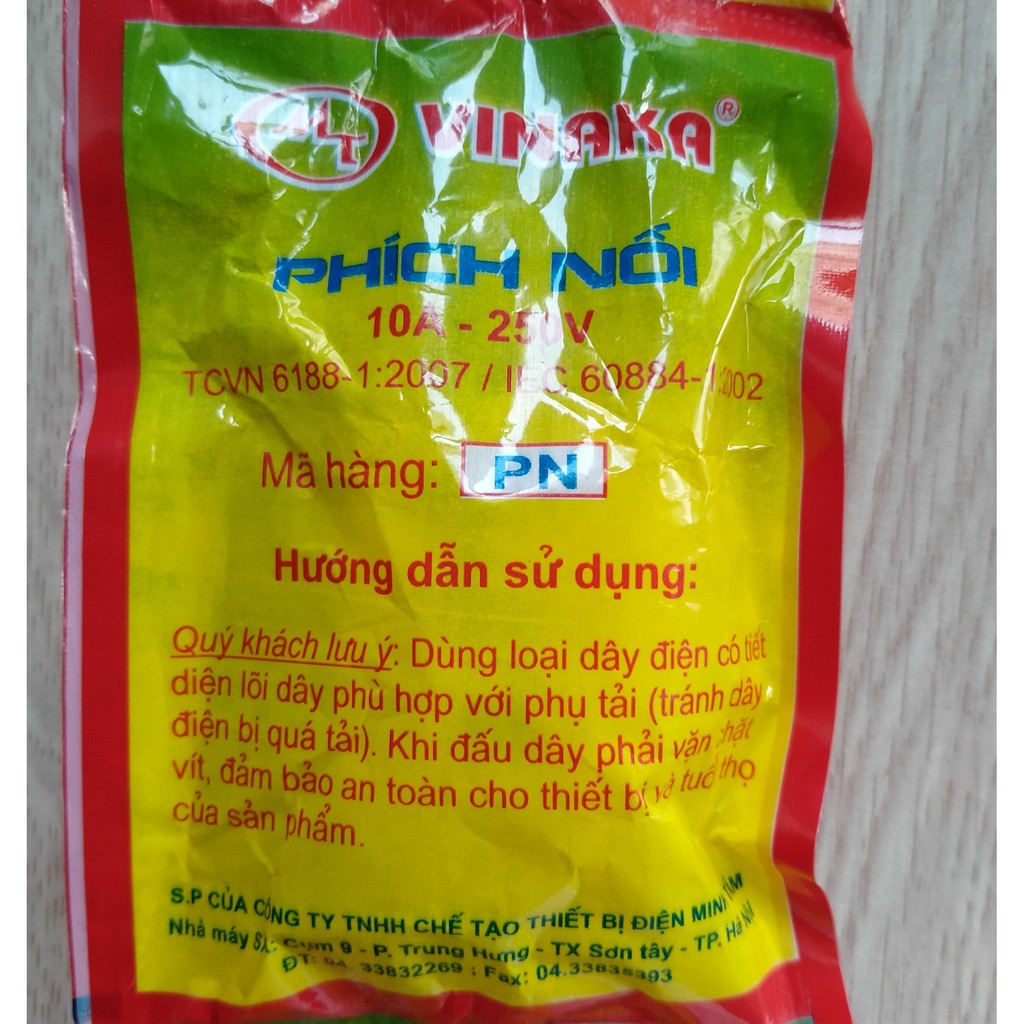 MLT VINAKA®
PHÍCH NỐI
10A - 250V
TCVN 6188-1:2007 / IEC 60884-1:2002
Mã hàng: PN
Hướng dẫn sử dụng:
Quý khách lưu ý: Dùng loại dây điện có tiết
diện lõi dây phù hợp với phụ tải (tránh dây
điện bị quá tải). Khi đấu dây phải vặn chặt
vít, đảm bảo an toàn cho thiết bị và tuổi thọ
của sản phẩm.
S.P CỦA CÔNG TY TNHH CHẾ TẠO THIẾT BỊ ĐIỆN MINH
Nhà máy SX: Cụm 9 - P. Trung Hưng - TX Sơn tây - TP. Hà Nội
ĐT: 04. 33832269 ; Fax: 04.33835393